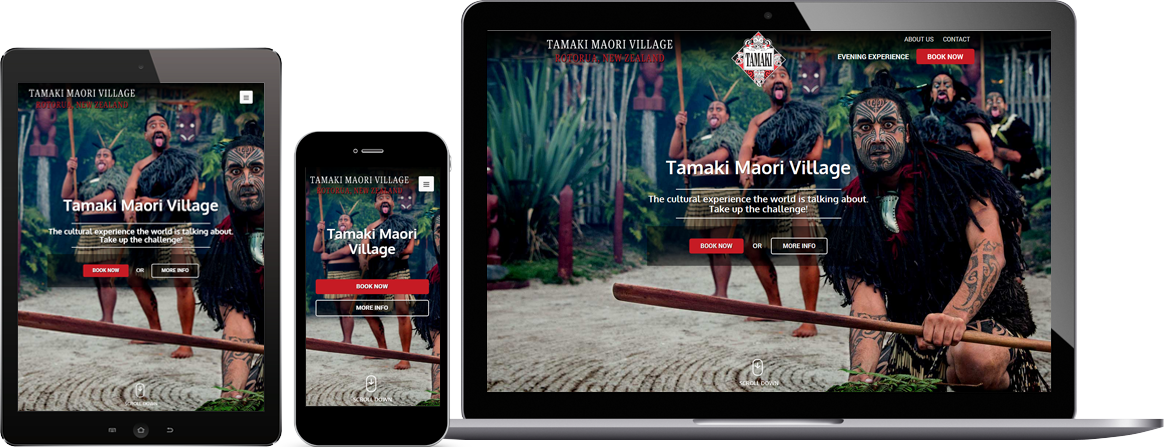 TAMAKI MAORI VILLAGE
ROTORUA, NEW ZEALAND
Tamaki Maori Village
The cultural experience the world is talking about.
Take up the challenge!
BOOK NOW
OR
MORE INFO
SCROLL DOWN
TAMAKI MAORI VILLAGE
ROTORUA, NEW ZEALAND
Tamaki Maori
Village
BOOK NOW
MORE INFO
SCROLL DOWN
TAMAKI MAORI VILLAGE
ROTORUA, NEW ZEALAND
TAMAKI
ABOUT US CONTACT
EVENING EXPERIENCE BOOK NOW
Tamaki Maori Village
The cultural experience the world is talking about.
Take up the challenge!
BOOK NOW OR MORE INFO
SCROLL DOWN